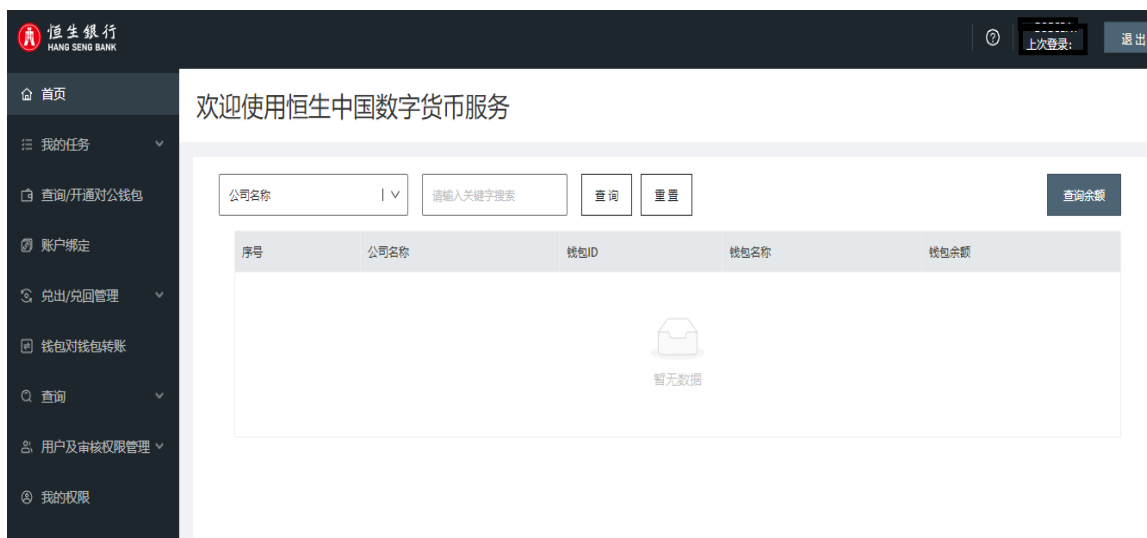 恒生銀行
HANG SENG BANK
上次登录:
退出
首页
我的任务
查询/开通对公钱包
账户绑定
兑出/兑回管理
钱包对钱包转账
查询
用户及审核权限管理
我的权限
欢迎使用恒生中国数字货币服务
公司名称
请输入关键字搜索
查询
重置
查询余额
序号 公司名称 钱包ID 钱包名称 钱包余额
暂无数据